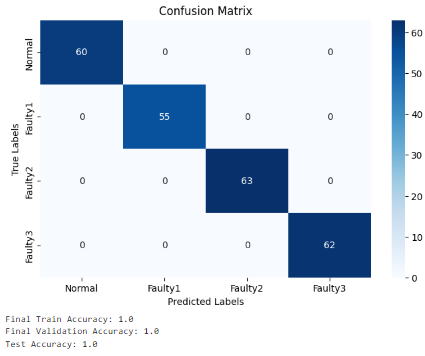 Confusion Matrix
Normal 60 0 0 0
Faulty1 0 55 0 0
Faulty2 0 0 63 0
Faulty3 0 0 0 62
Normal Faulty1 Faulty2 Faulty3
True Labels
Predicted Labels
60
50
40
30
20
10
0
Final Train Accuracy: 1.0
Final Validation Accuracy: 1.0
Test Accuracy: 1.0